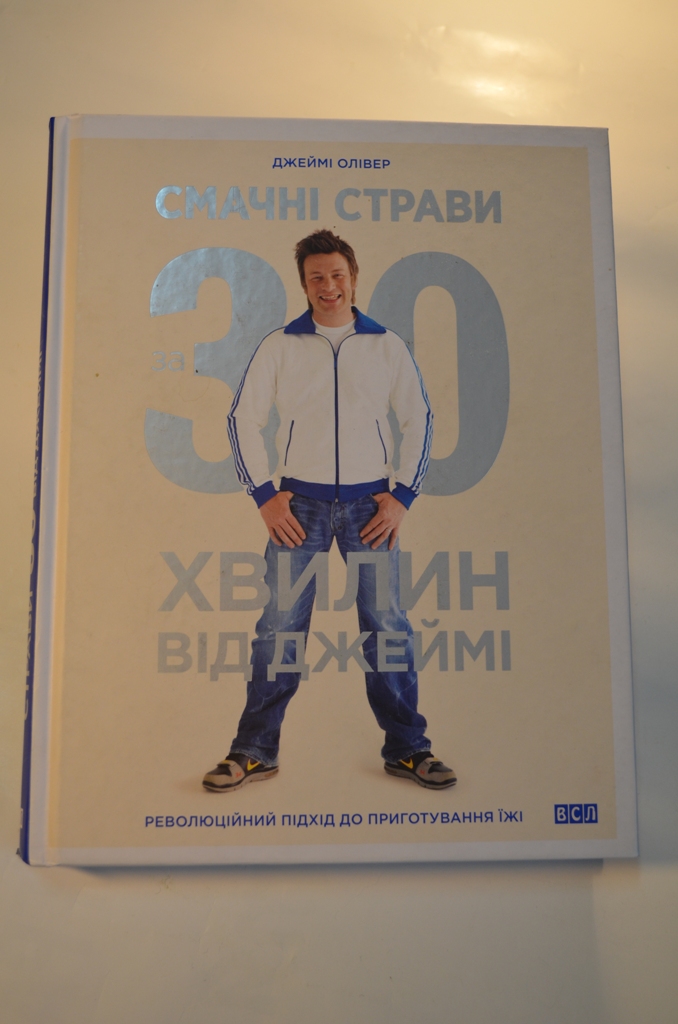 ДЖЕЙМІ ОЛІВЕР
СМАЧНІ СТРАВИ
ЗА 30
ХВИЛИН
ВІД ДЖЕЙМІ
РЕВОЛЮЦІЙНИЙ ПІДХІД ДО ПРИГОТУВАННЯ ЇЖІ
ВСЛ